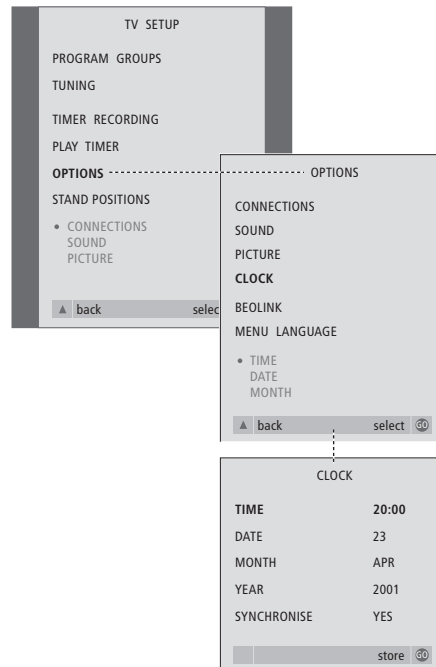 TV SETUP
PROGRAM GROUPS
TUNING
TIMER RECORDING
PLAY TIMER
OPTIONS
STAND POSITIONS
• CONNECTIONS
SOUND
PICTURE
▲ back selec
OPTIONS
CONNECTIONS
SOUND
PICTURE
CLOCK
BEOLINK
MENU LANGUAGE
• TIME
DATE
MONTH
▲ back select GO
CLOCK
TIME 20:00
DATE 23
MONTH APR
YEAR 2001
SYNCHRONISE YES
store GO